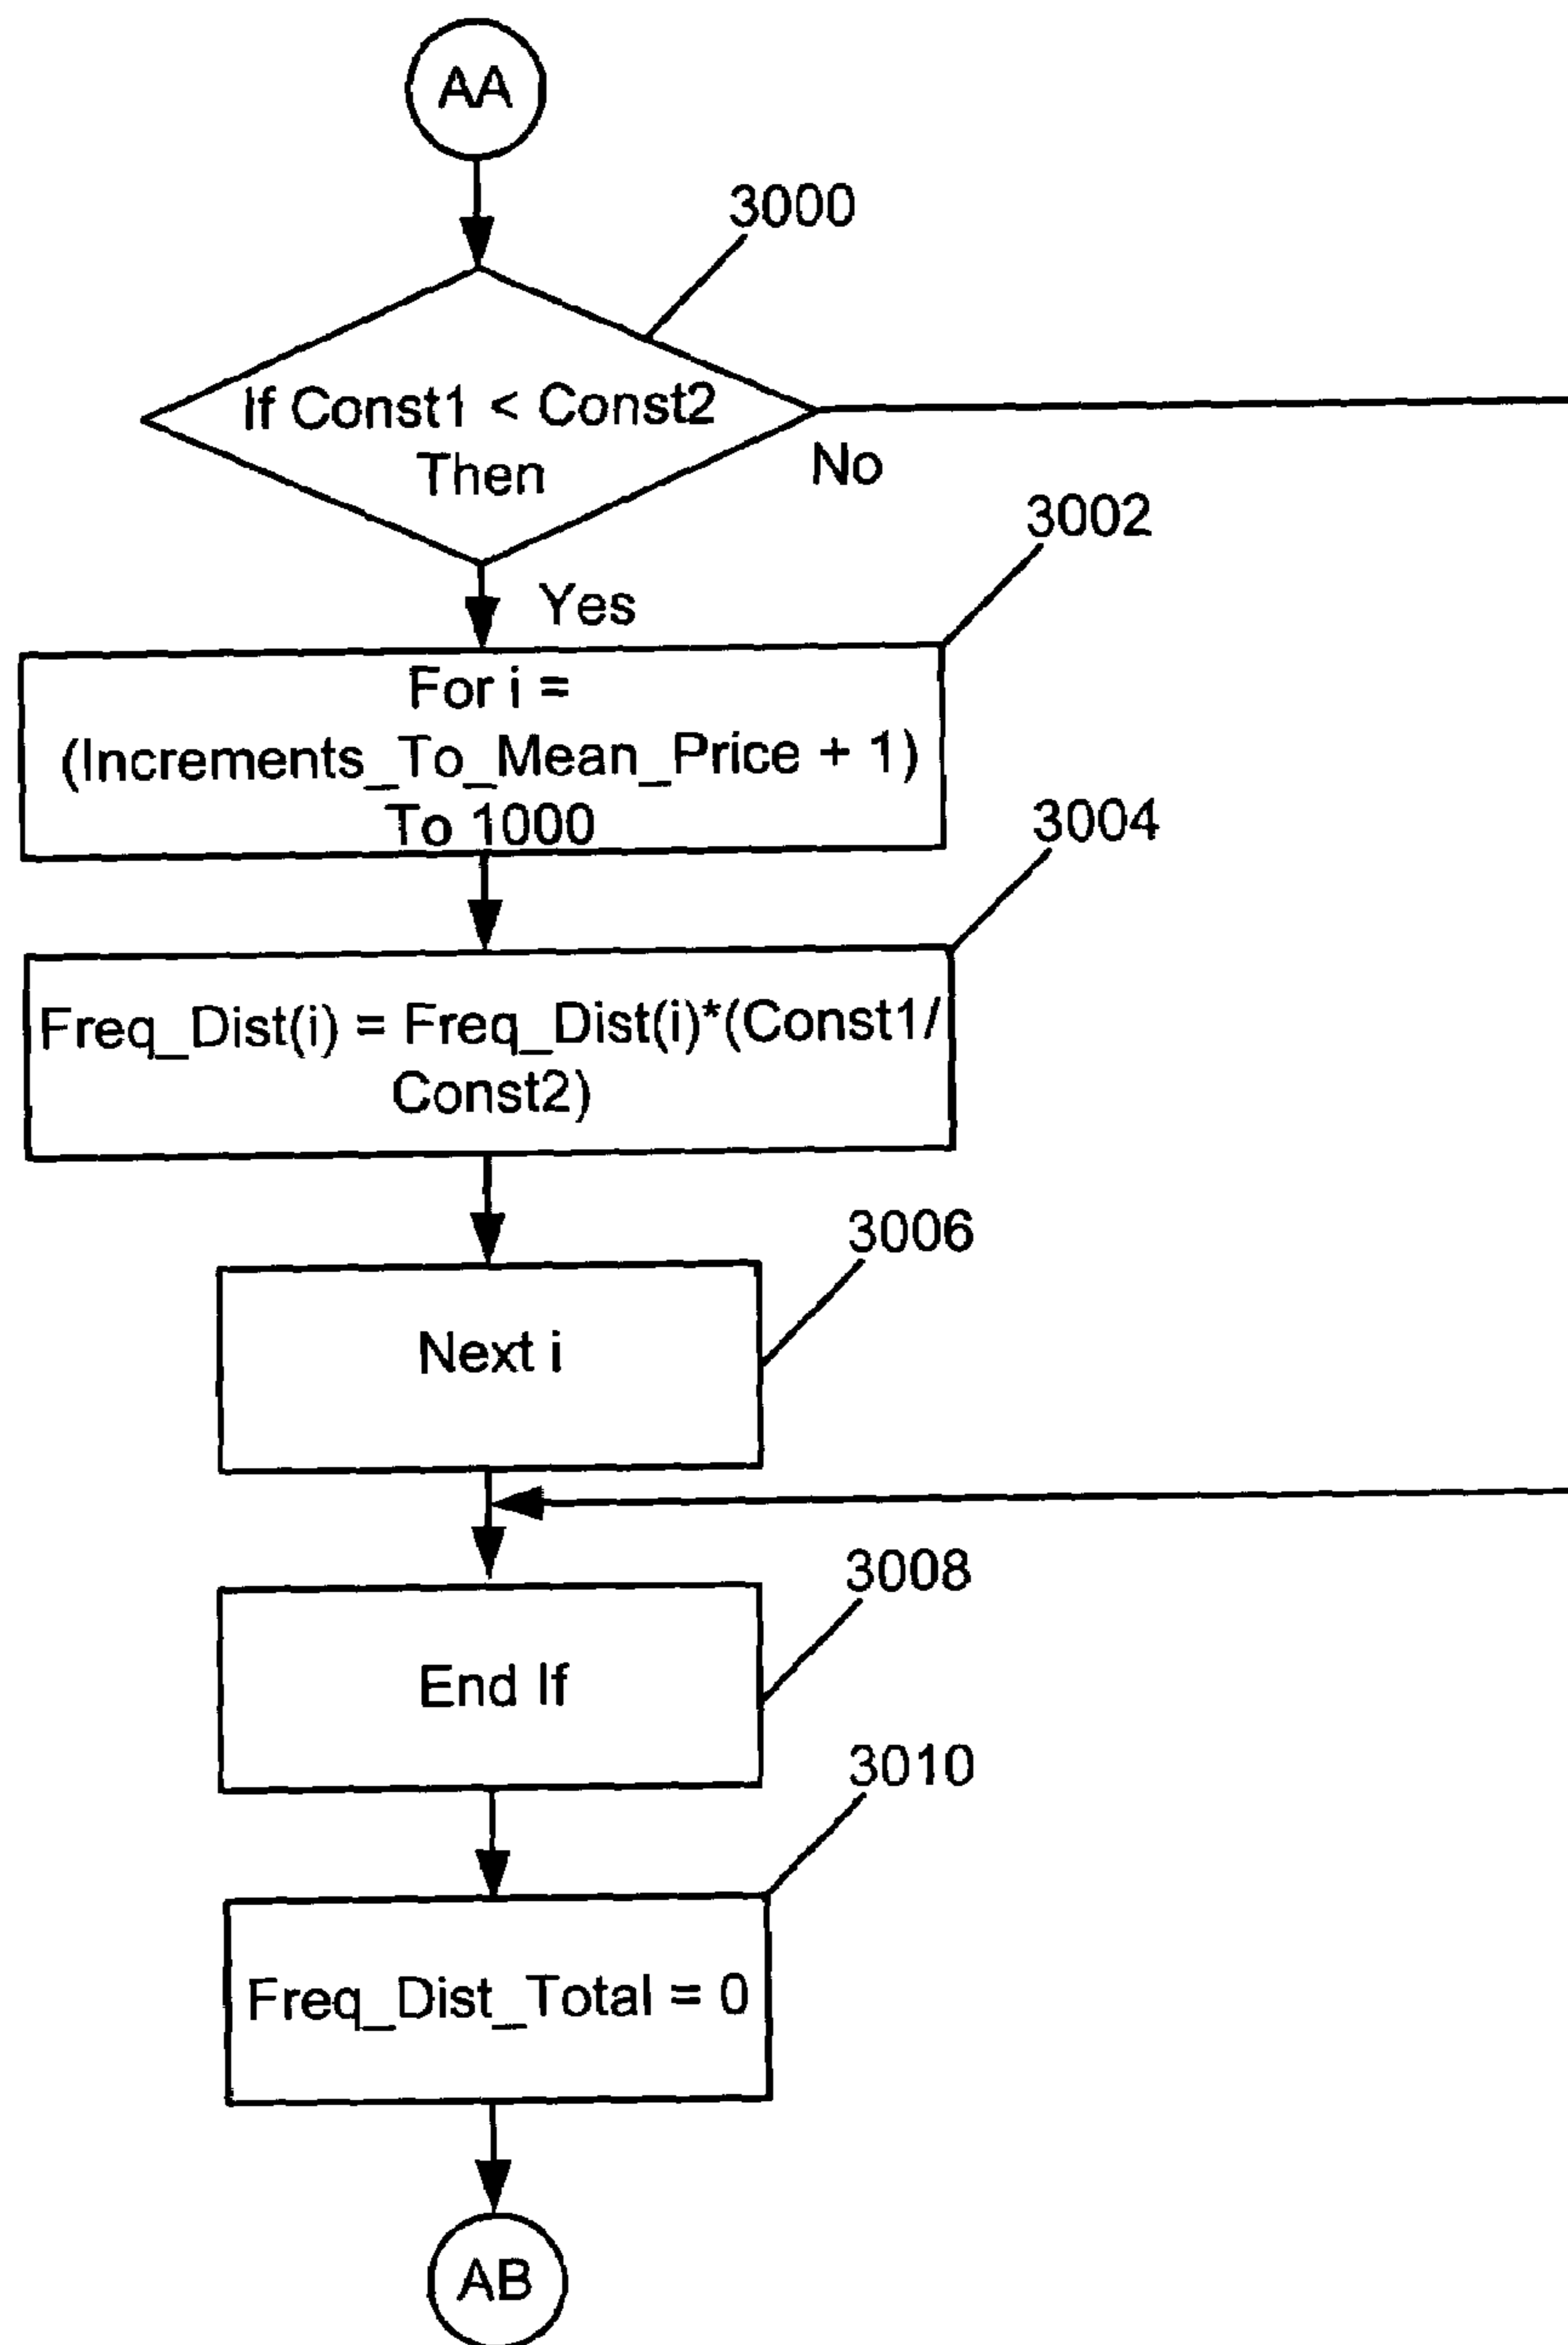 AA
3000
If Const1 < Const2
Then
No
Yes
3002
For i =
(Increments_To_Mean_Price + 1)
To 1000
3004
Freq_Dist(i) = Freq_Dist(i)*(Const1/
Const2)
3006
Next i
3008
End If
3010
Freq_Dist_Total = 0
AB